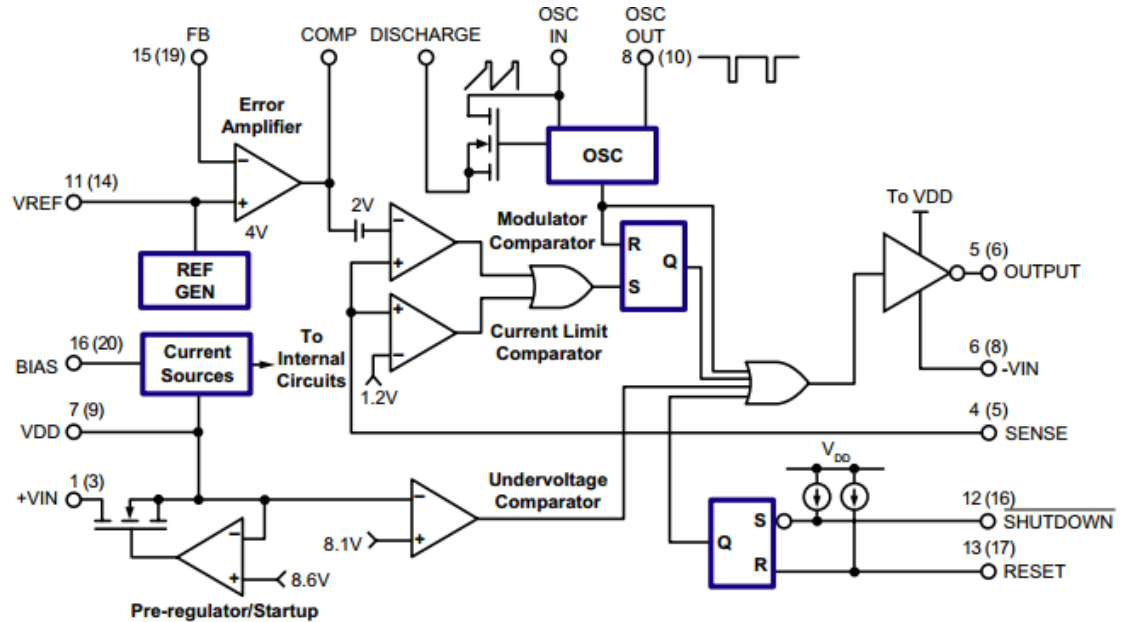 FB
15 (19)
COMP
DISCHARGE
OSC
IN
OSC
OUT
8 (10)
Error
Amplifier
−
+
4V
OSC
11 (14)
VREF
REF
GEN
2V
−
+
Modulator
Comparator
R
Q
S
To VDD
5 (6)
OUTPUT
+
−
1.2V
Current Limit
Comparator
6 (8)
-VIN
16 (20)
BIAS
Current
Sources
To
Internal
Circuits
7 (9)
VDD
4 (5)
SENSE
1 (3)
+VIN
−
+
8.6V
Pre-regulator/Startup
Undervoltage
Comparator
−
+
8.1V
VDD
S
Q
R
12 (16)
SHUTDOWN
13 (17)
RESET